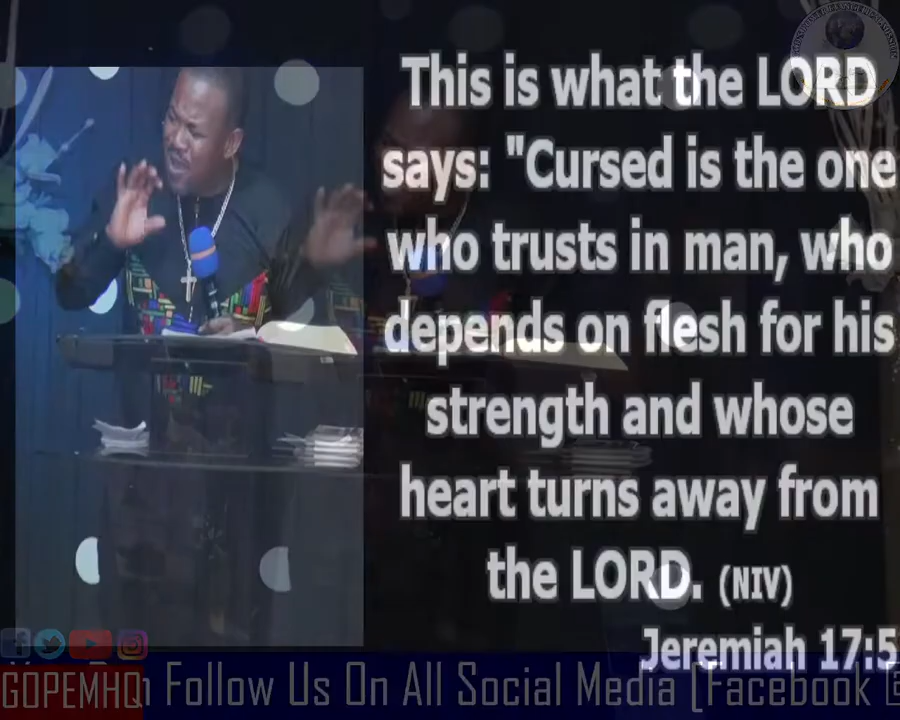 This is what the LORD
says: "Cursed is the one
who trusts in man, who
depends on flesh for his
strength and whose
heart turns away from
the LORD. (NIV)
Jeremiah 17:5
GOPEMHQ Follow Us On All Social Media [Facebook @